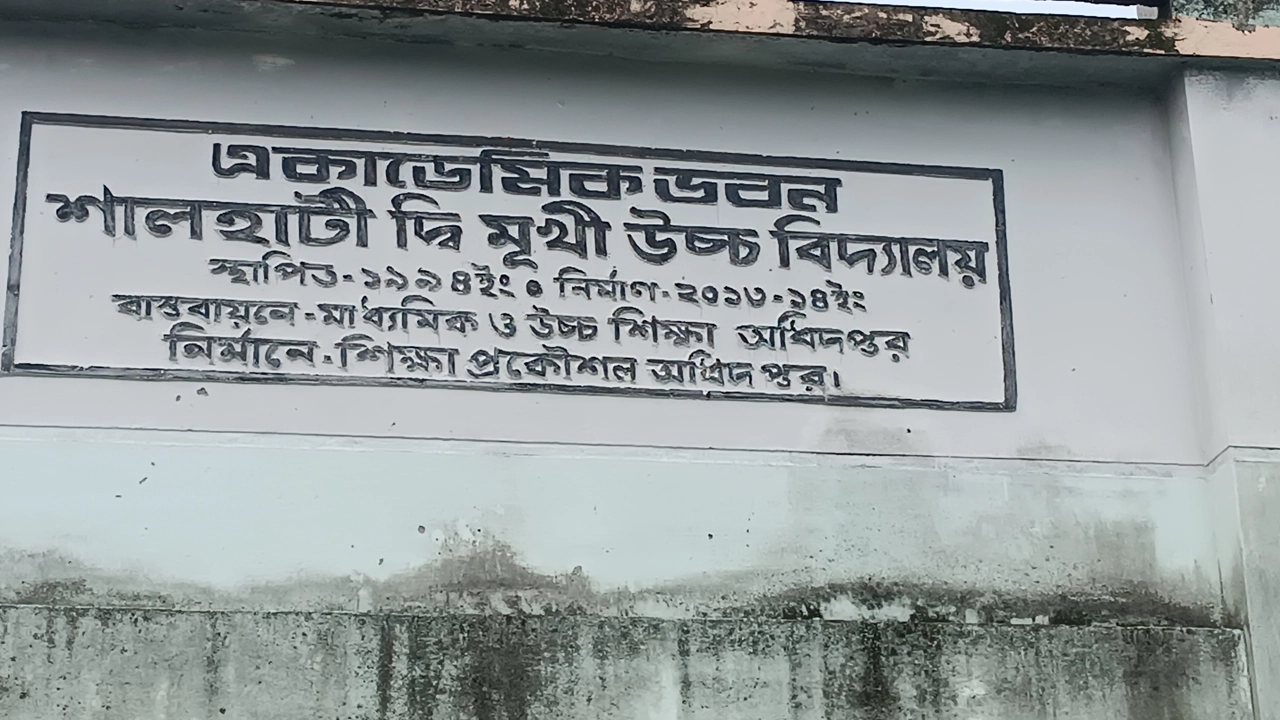 একাডেমিক ভবন
শালহাটী দ্বি মূখী উচ্চ বিদ্যালয়
স্থাপিত-১৯৯৪ইং ● নির্মাণ-২০১৩-১৪ইং
বাস্তবায়নে-মাধ্যমিক ও উচ্চ শিক্ষা অধিদপ্তর
নির্মানে-শিক্ষা প্রকৌশল অধিদপ্তর।